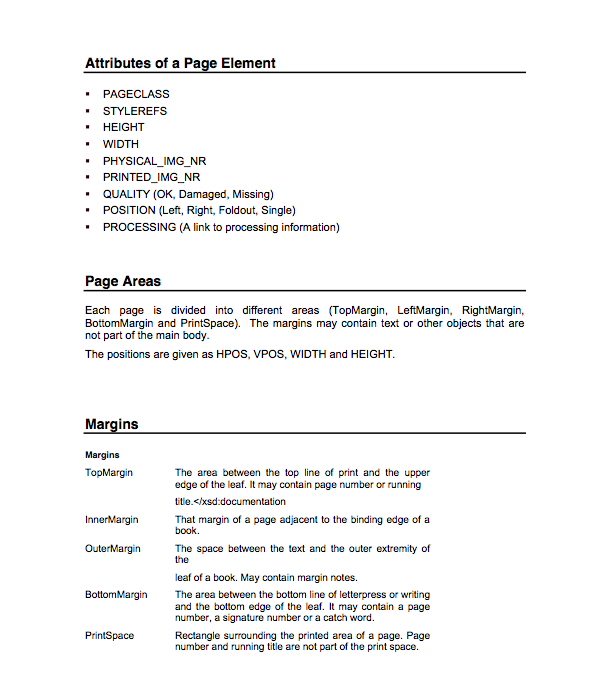 Attributes of a Page Element
▪ PAGECLASS
▪ STYLEREFS
▪ HEIGHT
▪ WIDTH
▪ PHYSICAL_IMG_NR
▪ PRINTED_IMG_NR
▪ QUALITY (OK, Damaged, Missing)
▪ POSITION (Left, Right, Foldout, Single)
▪ PROCESSING (A link to processing information)
Page Areas
Each page is divided into different areas (TopMargin, LeftMargin, RightMargin,
BottomMargin and PrintSpace). The margins may contain text or other objects that are
not part of the main body.
The positions are given as HPOS, VPOS, WIDTH and HEIGHT.
Margins
Margins
TopMargin The area between the top line of print and the upper
edge of the leaf. It may contain page number or running
title.</xsd:documentation
InnerMargin That margin of a page adjacent to the binding edge of a
book.
OuterMargin The space between the text and the outer extremity of
the
leaf of a book. May contain margin notes.
BottomMargin The area between the bottom line of letterpress or writing
and the bottom edge of the leaf. It may contain a page
number, a signature number or a catch word.
PrintSpace Rectangle surrounding the printed area of a page. Page
number and running title are not part of the print space.